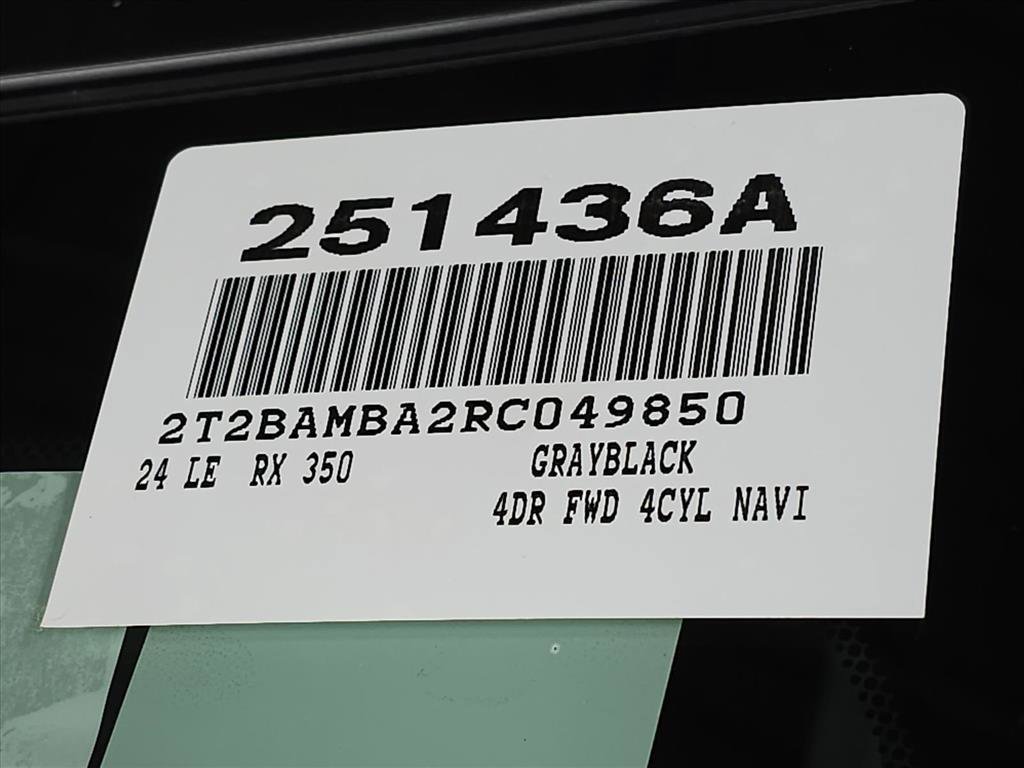 251436A
2T2BAMBA2RC049850
24 LE RX 350 GRAYBLACK
4DR FWD 4CYL NAVI